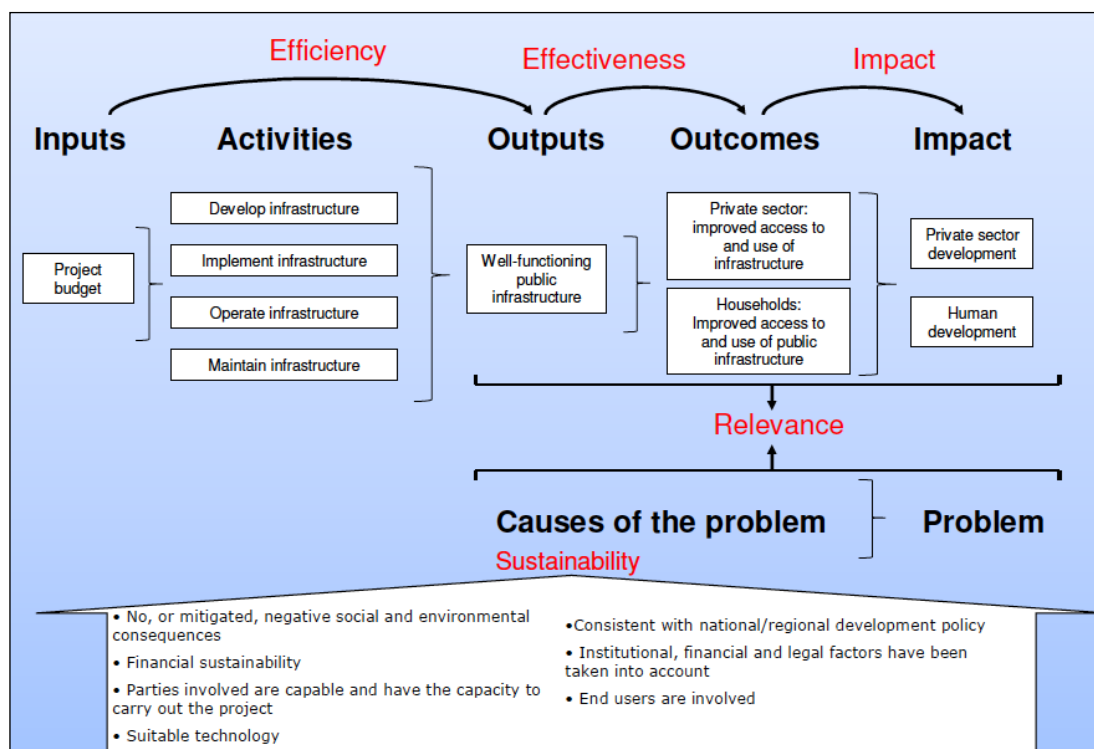 Efficiency
Effectiveness
Impact
Inputs
Activities
Outputs
Outcomes
Impact
Project
budget
Develop infrastructure
Implement infrastructure
Operate infrastructure
Maintain infrastructure
Well-functioning
public
infrastructure
Private sector:
improved access to
and use of
infrastructure
Households:
Improved access to
and use of public
infrastructure
Private sector
development
Human
development
Relevance
Causes of the problem
Problem
Sustainability
• No, or mitigated, negative social and environmental
consequences
• Financial sustainability
• Parties involved are capable and have the capacity to
carry out the project
• Suitable technology
•Consistent with national/regional development policy
• Institutional, financial and legal factors have been
taken into account
• End users are involved